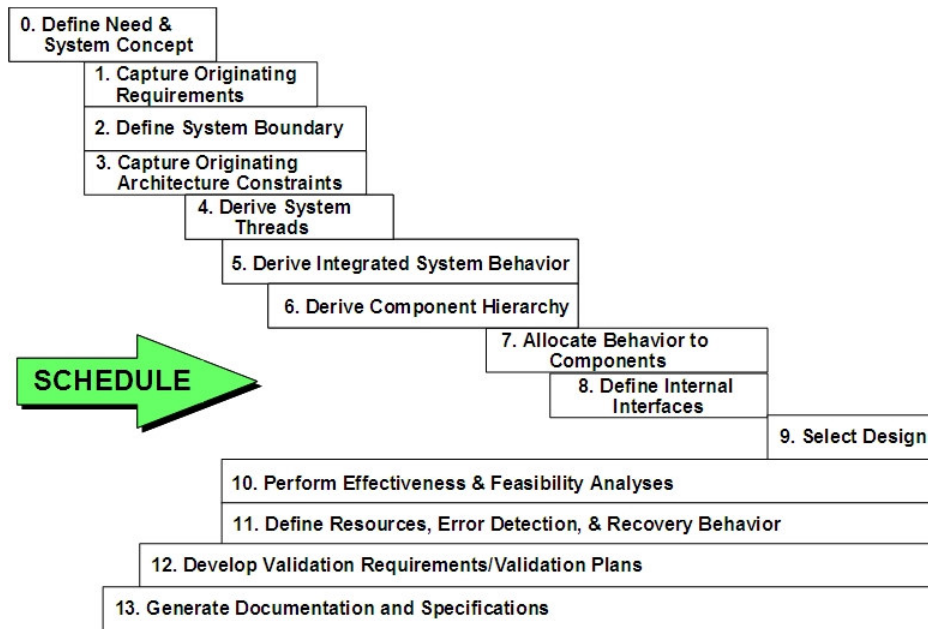 0. Define Need &
System Concept
1. Capture Originating
Requirements
2. Define System Boundary
3. Capture Originating
Architecture Constraints
4. Derive System
Threads
5. Derive Integrated System Behavior
6. Derive Component Hierarchy
7. Allocate Behavior to
Components
SCHEDULE
8. Define Internal
Interfaces
9. Select Design
10. Perform Effectiveness & Feasibility Analyses
11. Define Resources, Error Detection, & Recovery Behavior
12. Develop Validation Requirements/Validation Plans
13. Generate Documentation and Specifications